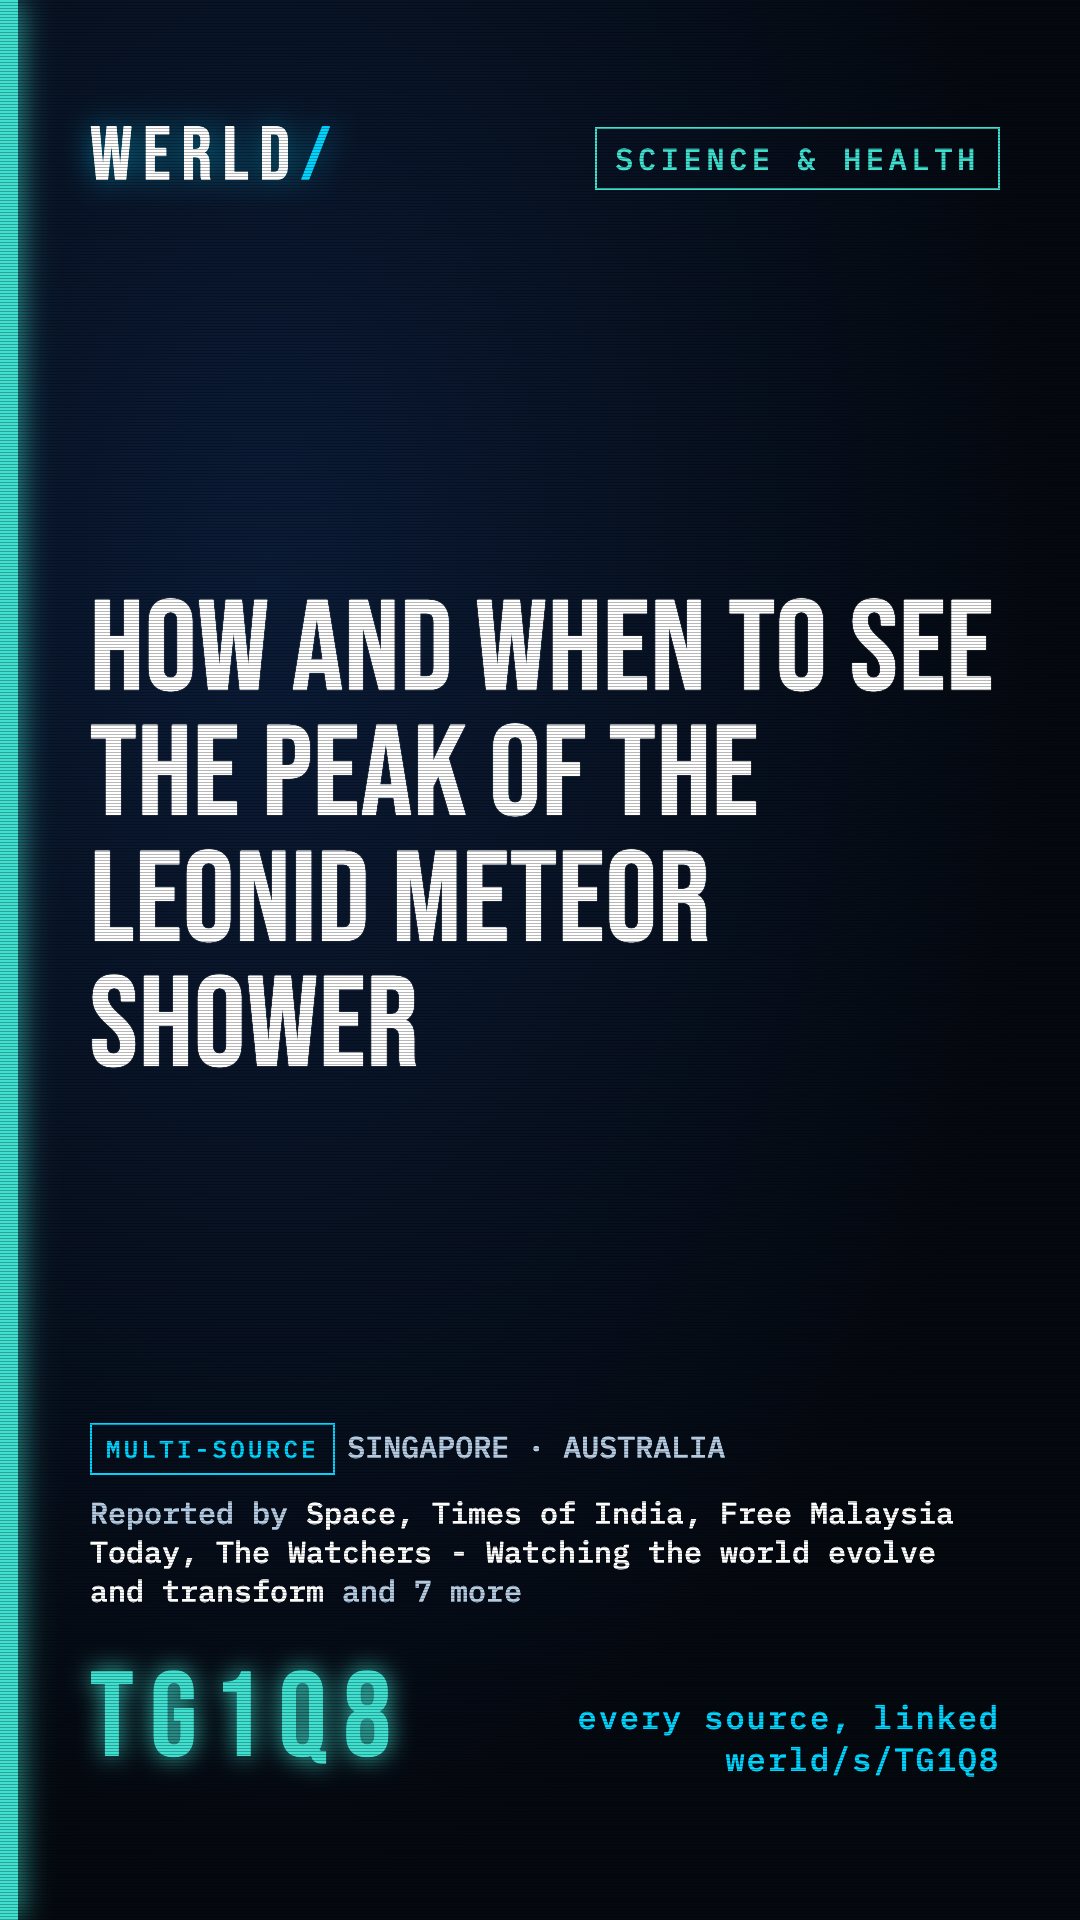 WERLD/
SCIENCE & HEALTH
HOW AND WHEN TO SEE
THE PEAK OF THE
LEONID METEOR
SHOWER
MULTI-SOURCE SINGAPORE · AUSTRALIA
Reported by Space, Times of India, Free Malaysia
Today, The Watchers - Watching the world evolve
and transform and 7 more
TG1Q8
every source, linked
werld/s/TG1Q8